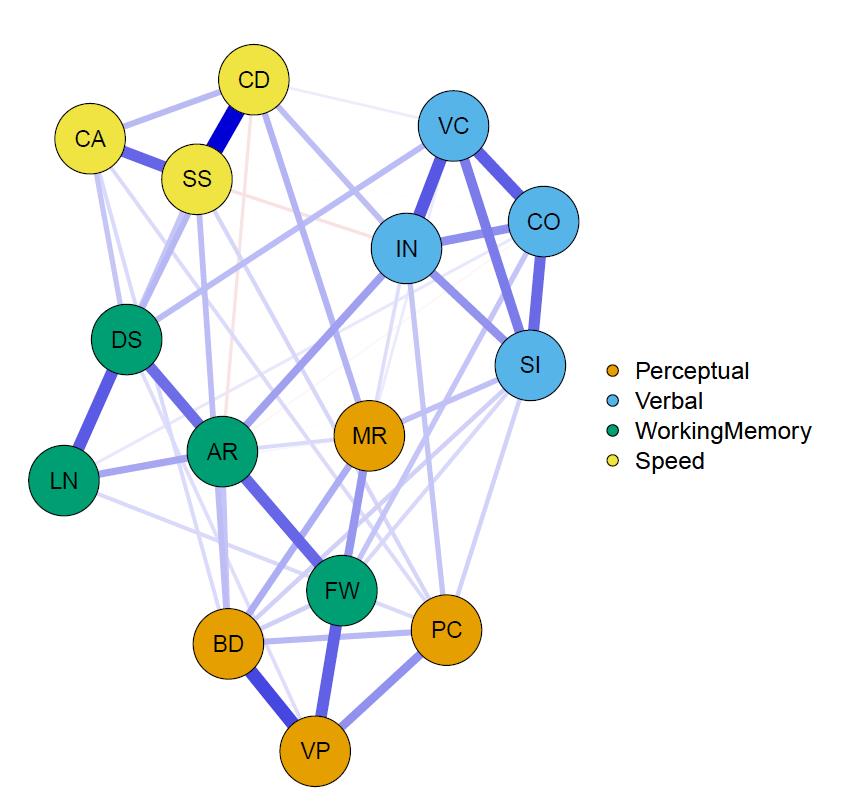 CD
VC
CA
SS
CO
IN
DS
SI
Perceptual
Verbal
MR
WorkingMemory
AR
Speed
LN
FW
PC
BD
VP